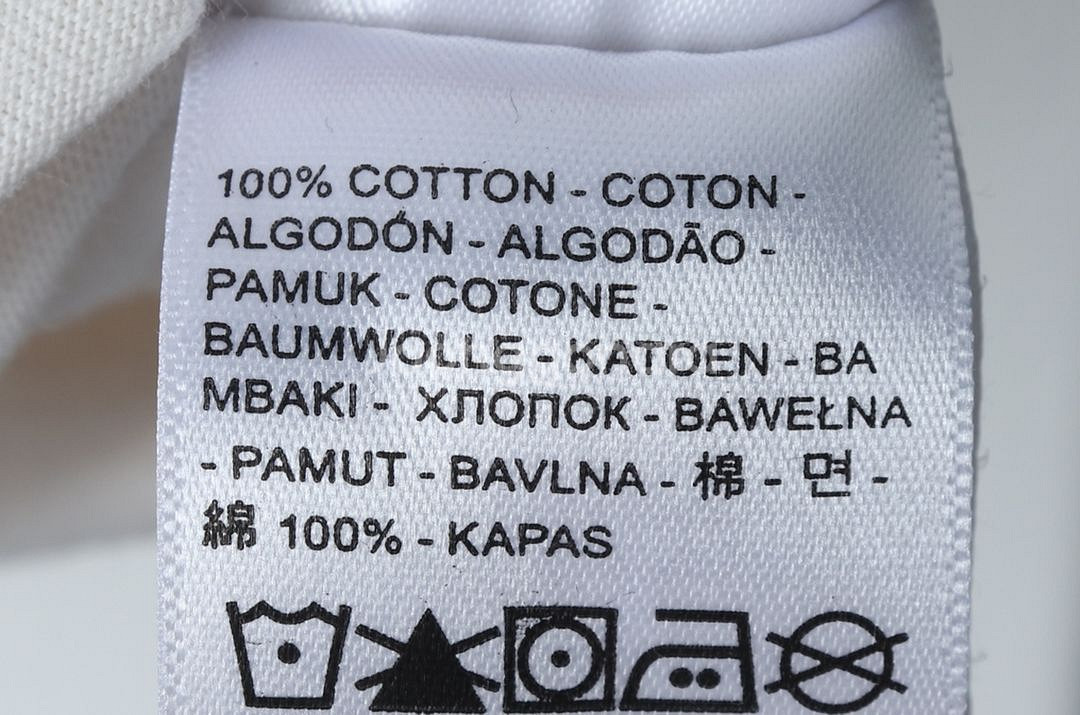 100% COTTON - COTON -
ALGODÓN - ALGODÃO -
PAMUK - COTONE -
BAUMWOLLE - KATOEN - BA
MBAKI - ХЛОПОК - BAWEŁNA
- PAMUT - BAVLNA - 棉 - 면 -
綿 100% - KAPAS